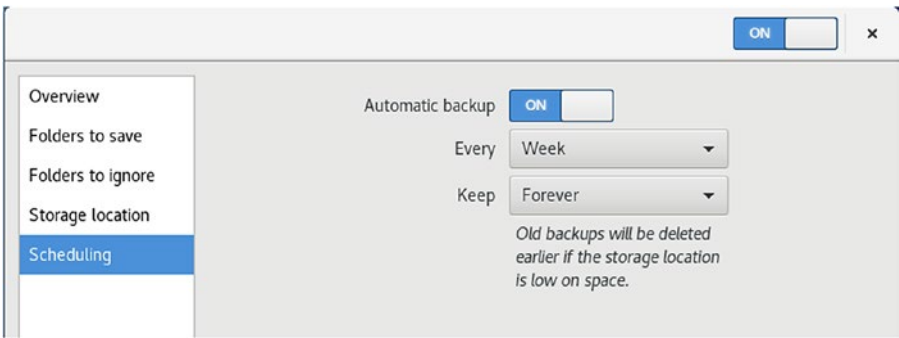 ON
×
Overview
Folders to save
Folders to ignore
Storage location
Scheduling
Automatic backup ON
Every Week
Keep Forever
Old backups will be deleted
earlier if the storage location
is low on space.